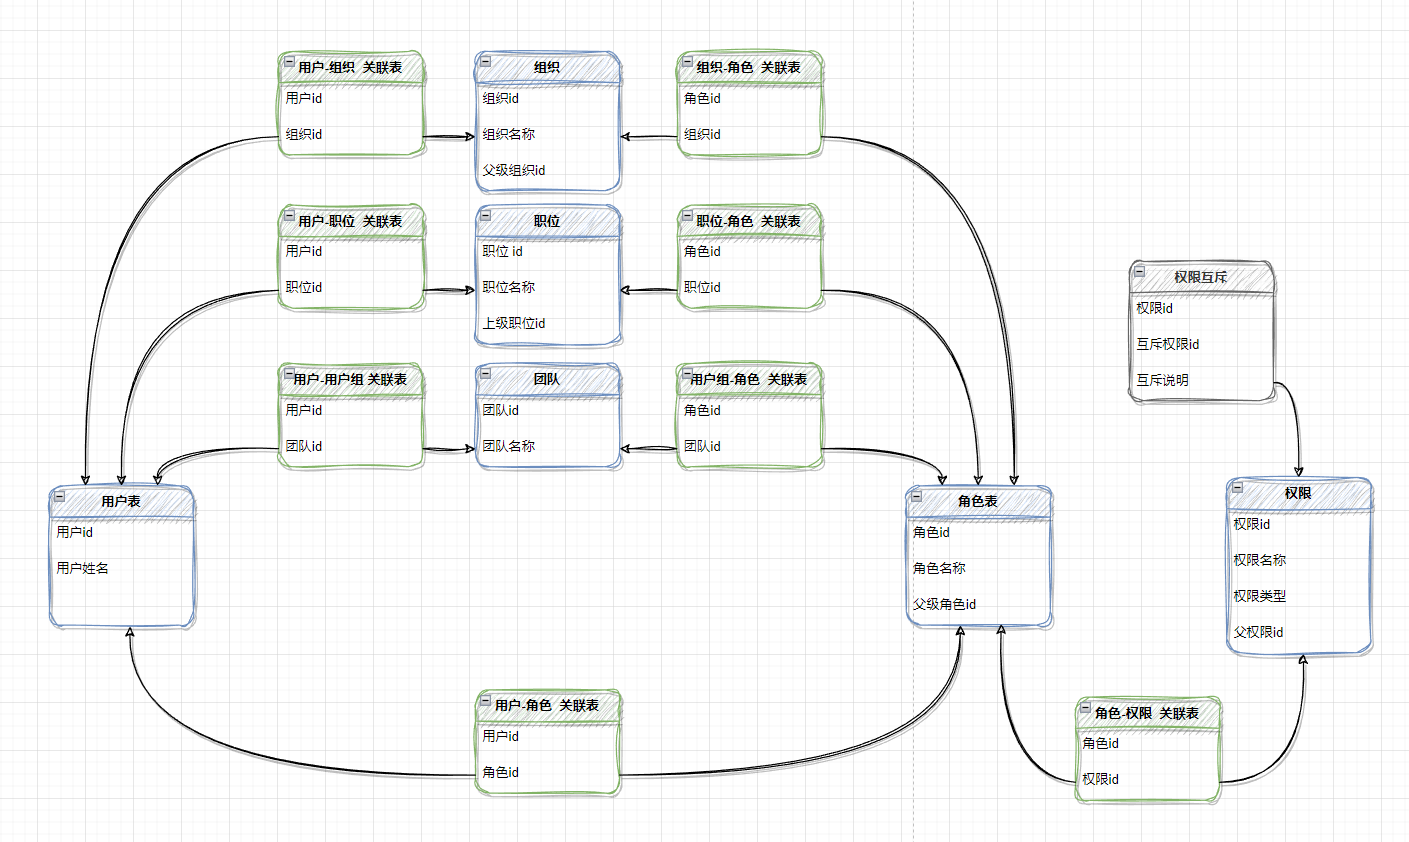 用户-组织 关联表
用户id
组织id
组织
组织id
组织名称
父级组织id
组织-角色 关联表
角色id
组织id
用户-职位 关联表
用户id
职位id
职位
职位 id
职位名称
上级职位id
职位-角色 关联表
角色id
职位id
权限互斥
权限id
互斥权限id
互斥说明
用户-用户组 关联表
用户id
团队id
团队
团队id
团队名称
用户组-角色 关联表
角色id
团队id
用户表
用户id
用户姓名
角色表
角色id
角色名称
父级角色id
权限
权限id
权限名称
权限类型
父权限id
用户-角色 关联表
用户id
角色id
角色-权限 关联表
角色id
权限id